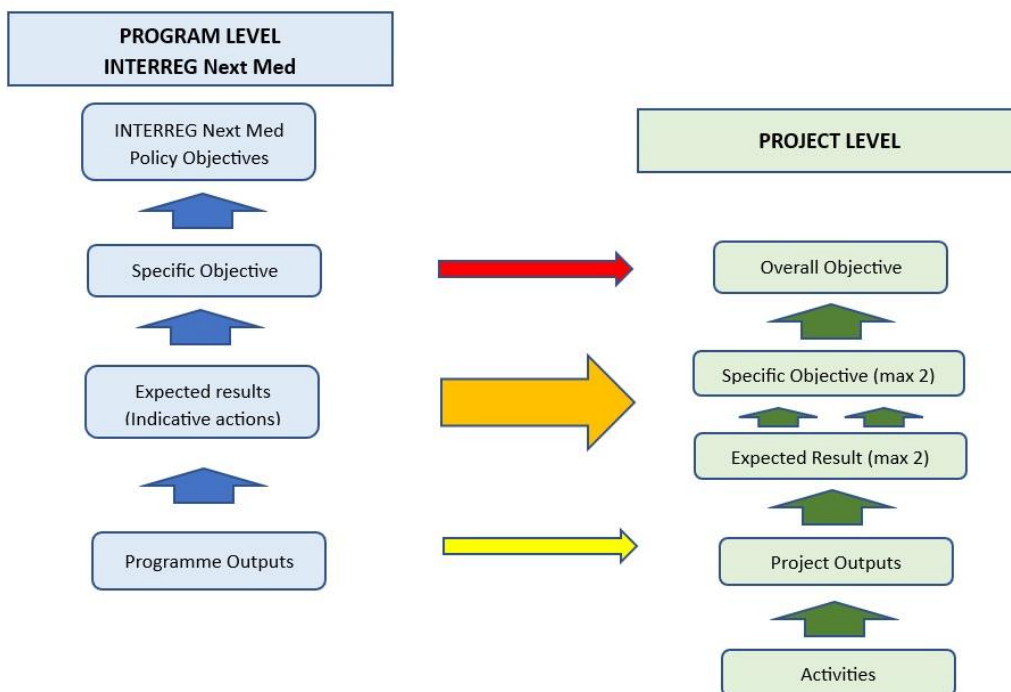 PROGRAM LEVEL
INTERREG Next Med
INTERREG Next Med
Policy Objectives
Specific Objective
Expected results
(Indicative actions)
Programme Outputs
PROJECT LEVEL
Overall Objective
Specific Objective (max 2)
Expected Result (max 2)
Project Outputs
Activities